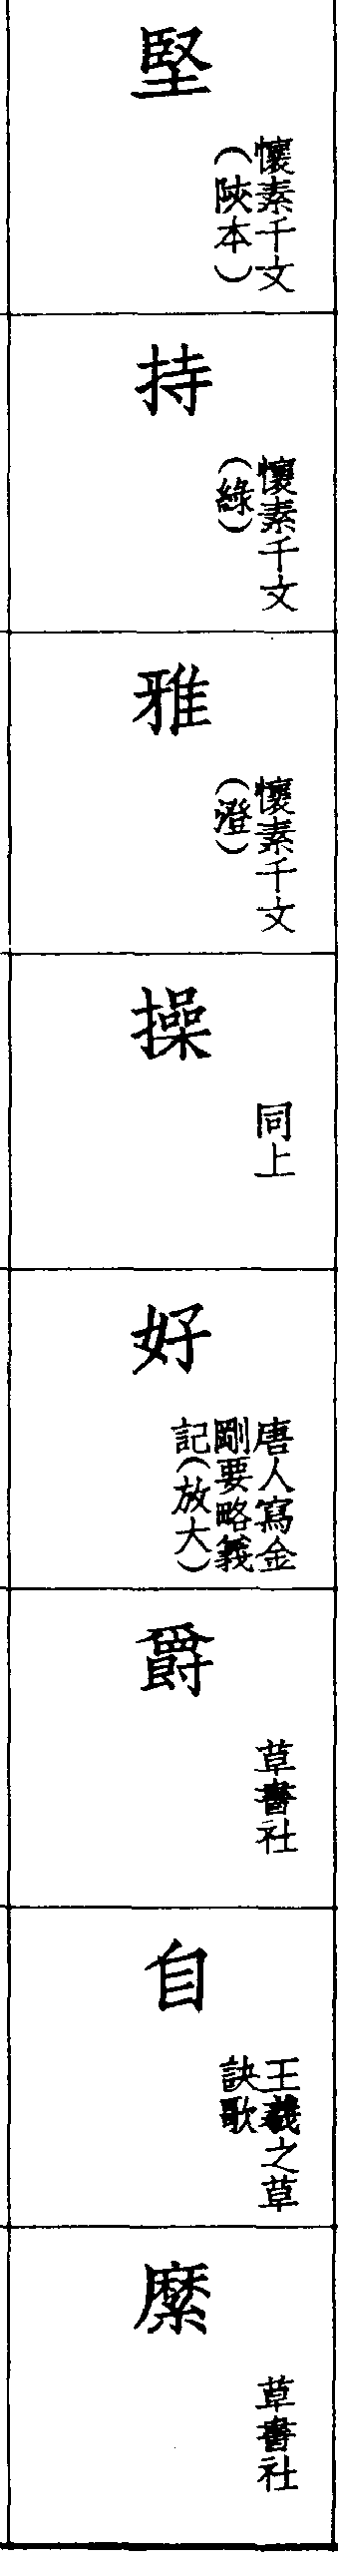 堅
懷素千文
（陝本）
持
懷素千文
（綠）
雅
懷素千文
（澄）
操
同上
好
唐人寫金
剛要略義
記（放大）
爵
草書社
自
王羲之草
訣歌
縻
草書社